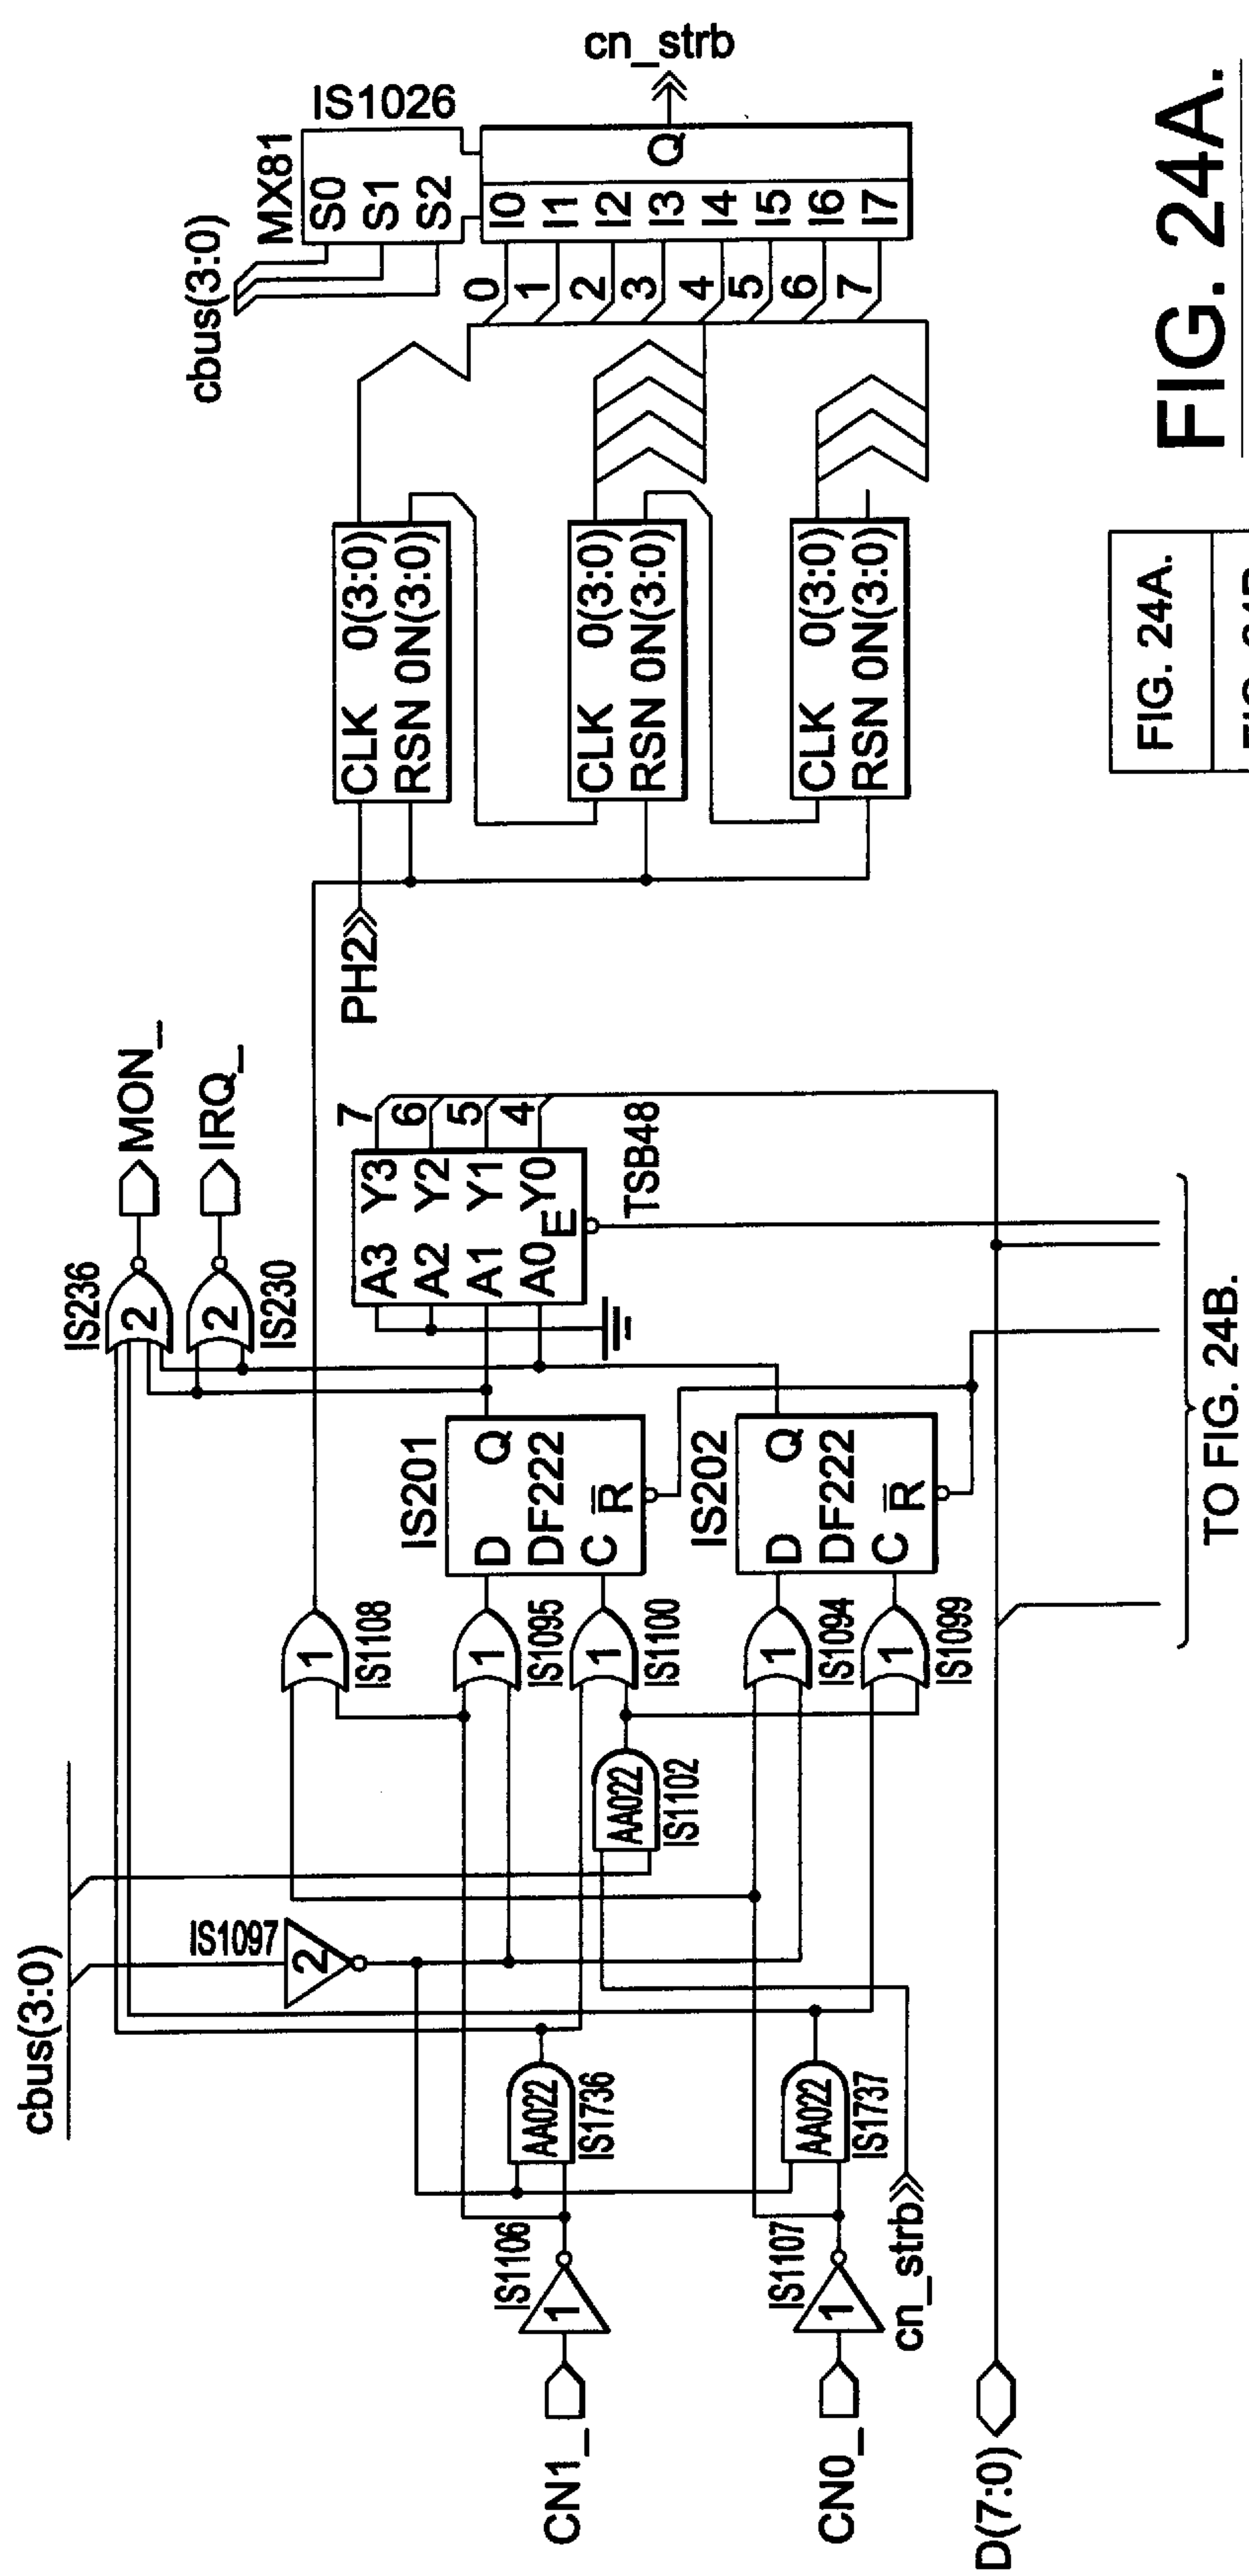 cbus(3:0)
CN1_
IS1106
1
AA022
IS1736
CN0_
IS1107
1
AA022
IS1737
cn_strb
D(7:0)
IS1097
2
AA022
IS1102
1
IS1108
1
IS1095
1
IS1100
1
IS1094
1
IS1099
IS201
D Q
DF222
C R
IS202
D Q
DF222
C R
IS236
2
MON_
2
IS230
IRQ_
A3 Y3 7
A2 Y2 6
A1 Y1 5
A0 Y0 4
E
TSB48
PH2
CLK 0(3:0)
RSN 0N(3:0)
CLK 0(3:0)
RSN 0N(3:0)
CLK 0(3:0)
RSN 0N(3:0)
cbus(3:0)
MX81
IS1026
S0
S1
S2
0 I0
1 I1
2 I2
3 I3
4 I4
5 I5
6 I6
7 I7
Q
cn_strb
TO FIG. 24B.
FIG. 24A.
FIG. 24A.